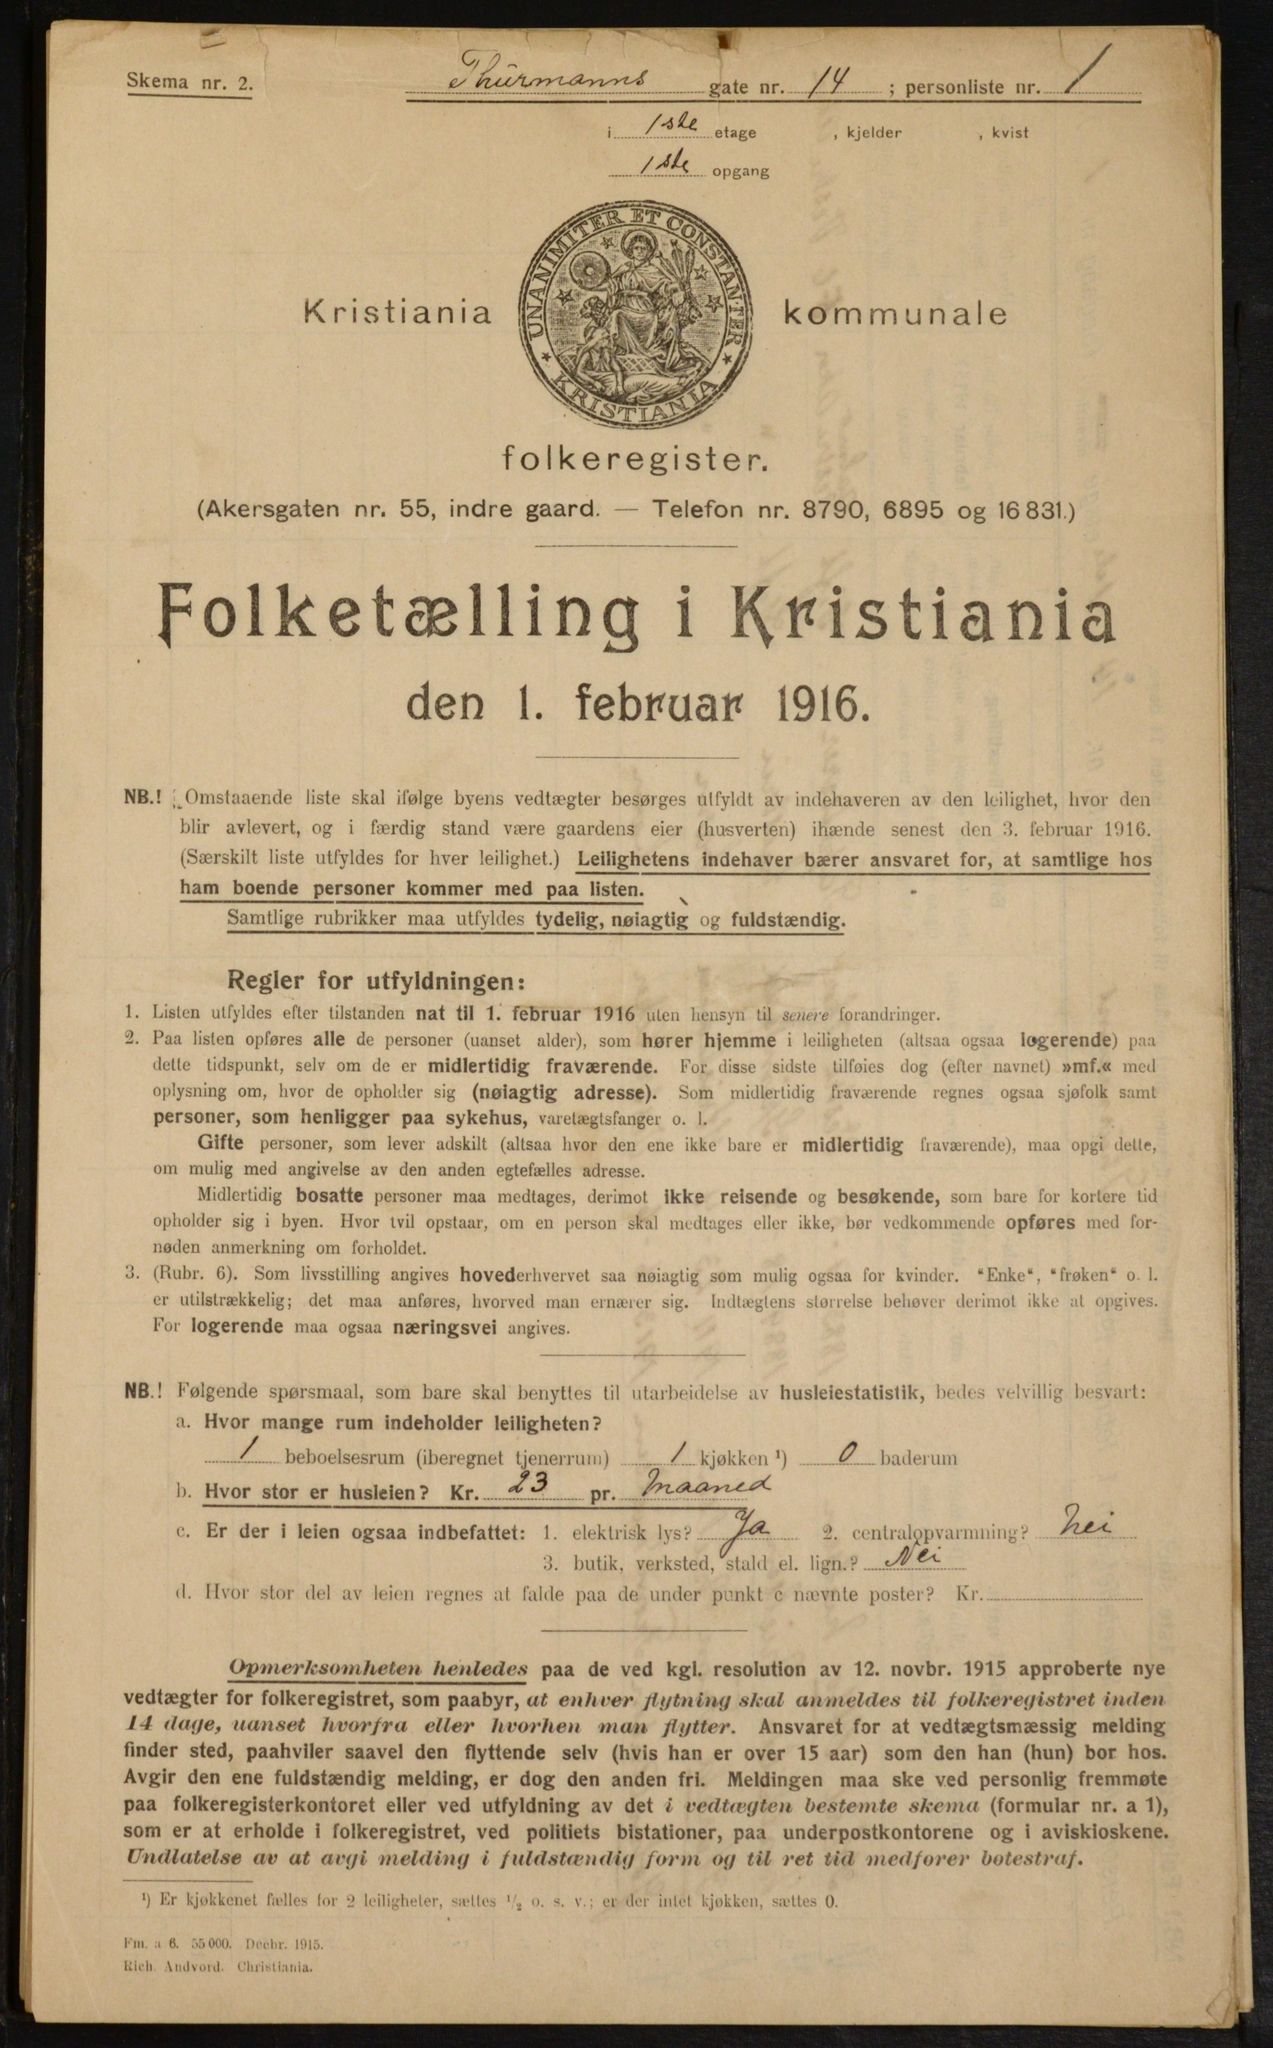 Skema nr. 2.
Thurmanns gate nr. 14 ; personliste nr. 1
i 1ste etage , kjelder , kvist
1ste opgang
UNANIMITER ET CONSTANTER
KRISTIANIA
Kristiania kommunale
folkeregister.
(Akersgaten nr. 55, indre gaard. — Telefon nr. 8790, 6895 og 16831.)
Folketælling i Kristiania
den 1. februar 1916.
NB.! Omstaaende liste skal ifølge byens vedtægter besørges utfyldt av indehaveren av den leilighet, hvor den
blir avlevert, og i færdig stand være gaardens eier (husverten) ihænde senest den 3. februar 1916.
(Særskilt liste utfyldes for hver leilighet.) Leilighetens indehaver bærer ansvaret for, at samtlige hos
ham boende personer kommer med paa listen.
Samtlige rubrikker maa utfyldes tydelig, nøiagtig og fuldstændig.
Regler for utfyldningen:
1. Listen utfyldes efter tilstanden nat til 1. februar 1916 uten hensyn til senere forandringer.
2. Paa listen opføres alle de personer (uanset alder), som hører hjemme i leiligheten (altsaa ogsaa logerende) paa
dette tidspunkt, selv om de er midlertidig fraværende. For disse sidste tilføies dog (efter navnet) »mf.« med
oplysning om, hvor de opholder sig (nøiagtig adresse). Som midlertidig fraværende regnes ogsaa sjøfolk samt
personer, som henligger paa sykehus, varetægtsfanger o. l.
Gifte personer, som lever adskilt (altsaa hvor den ene ikke bare er midlertidig fraværende), maa opgi dette,
om mulig med angivelse av den anden egtefælles adresse.
Midlertidig bosatte personer maa medtages, derimot ikke reisende og besøkende, som bare for kortere tid
opholder sig i byen. Hvor tvil opstaar, om en person skal medtages eller ikke, bør vedkommende opføres med for-
nøden anmerkning om forholdet.
3. (Rubr. 6). Som livsstilling angives hovederhvervet saa nøiagtig som mulig ogsaa for kvinder. "Enke", "frøken" o. l.
er utilstrækkelig; det maa anføres, hvorved man ernærer sig. Indtægtens størrelse behøver derimot ikke at opgives.
For logerende maa ogsaa næringsvei angives.
NB.! Følgende spørsmaal, som bare skal benyttes til utarbeidelse av husleiestatistik, bedes velvillig besvart:
a. Hvor mange rum indeholder leiligheten?
1 beboelsesrum (iberegnet tjenerrum) 1 kjøkken ¹) 0 baderum
b. Hvor stor er husleien? Kr. 23 pr. Maaned
c. Er der i leien ogsaa indbefattet: 1. elektrisk lys? Ja 2. centralopvarmning? Nei
3. butik, verksted, stald el. lign.? Nei
d. Hvor stor del av leien regnes at falde paa de under punkt c nævnte poster? Kr.
Opmerksomheten henledes paa de ved kgl. resolution av 12. novbr. 1915 approberte nye
vedtægter for folkeregistret, som paabyr, at enhver flytning skal anmeldes til folkeregistret inden
14 dage, uanset hvorfra eller hvorhen man flytter. Ansvaret for at vedtægtsmæssig melding
finder sted, paahviler saavel den flyttende selv (hvis han er over 15 aar) som den han (hun) bor hos.
Avgir den ene fuldstændig melding, er dog den anden fri. Meldingen maa ske ved personlig fremmøte
paa folkeregisterkontoret eller ved utfyldning av det i vedtægten bestemte skema (formular nr. a 1),
som er at erholde i folkeregistret, ved politiets bistationer, paa underpostkontorene og i aviskioskene.
Undlatelse av at avgi melding i fuldstændig form og til ret tid medfører bøtestraf.
¹) Er kjøkkenet fælles for 2 leiligheter, sættes ¹/₂ o. s. v.; er der intet kjøkken, sættes 0.
Fm. a 6. 55000. Decbr. 1915.
Rich. Andvord. Christiania.